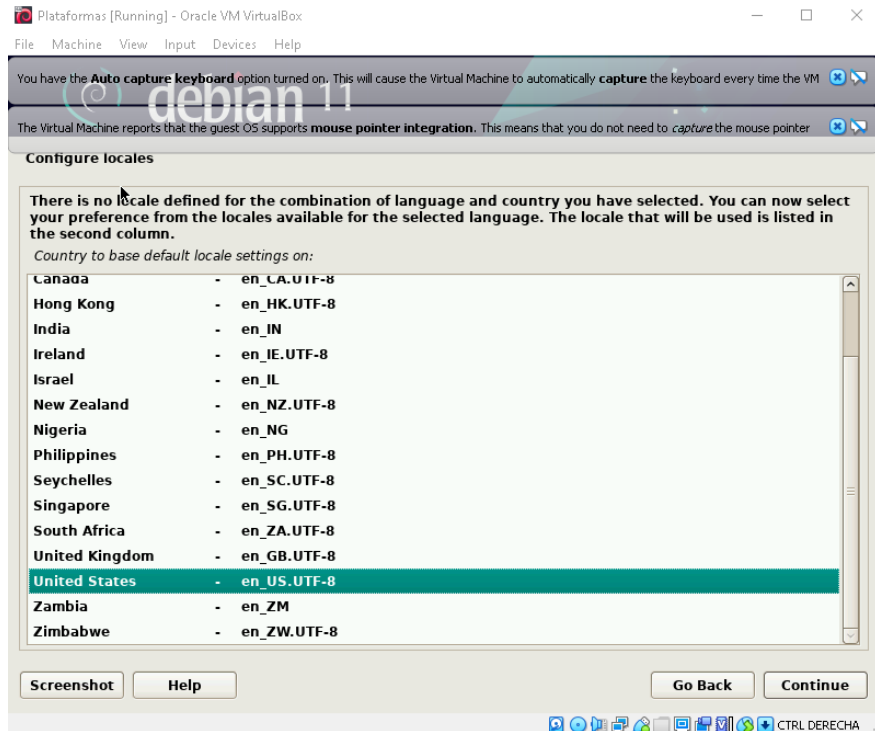 Plataformas [Running] - Oracle VM VirtualBox
File Machine View Input Devices Help
You have the Auto capture keyboard option turned on. This will cause the Virtual Machine to automatically capture the keyboard every time the VM
debian 11
The Virtual Machine reports that the guest OS supports mouse pointer integration. This means that you do not need to capture the mouse pointer
Configure locales
There is no locale defined for the combination of language and country you have selected. You can now select
your preference from the locales available for the selected language. The locale that will be used is listed in
the second column.
Country to base default locale settings on:
Canada - en_CA.UTF-8
Hong Kong - en_HK.UTF-8
India - en_IN
Ireland - en_IE.UTF-8
Israel - en_IL
New Zealand - en_NZ.UTF-8
Nigeria - en_NG
Philippines - en_PH.UTF-8
Seychelles - en_SC.UTF-8
Singapore - en_SG.UTF-8
South Africa - en_ZA.UTF-8
United Kingdom - en_GB.UTF-8
United States - en_US.UTF-8
Zambia - en_ZM
Zimbabwe - en_ZW.UTF-8
Screenshot Help Go Back Continue
CTRL DERECHA